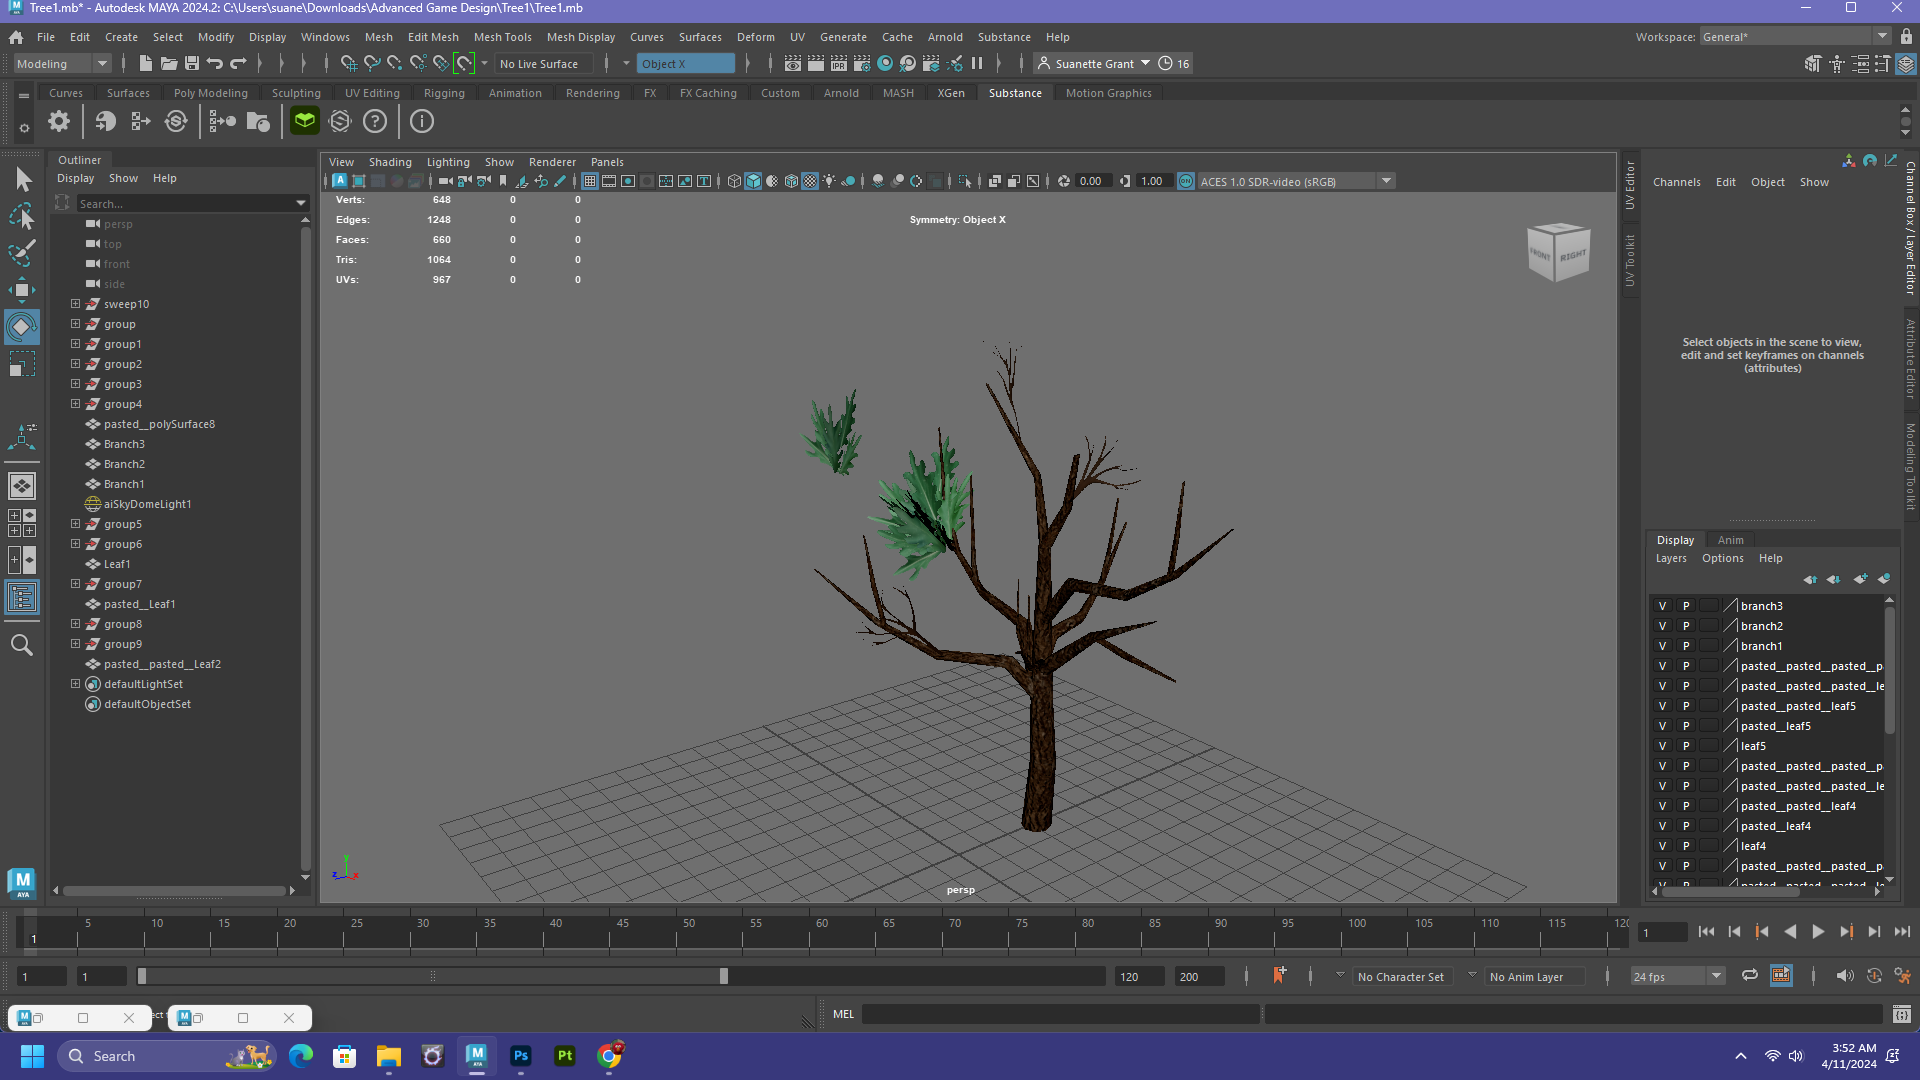 Tree1.mb* - Autodesk MAYA 2024.2: C:\Users\suane\Downloads\Advanced Game Design\Tree1\Tree1.mb
File Edit Create Select Modify Display Windows Mesh Edit Mesh Mesh Tools Mesh Display Curves Surfaces Deform UV Generate Cache Arnold Substance Help
Workspace: General*
Modeling
No Live Surface
Object X
Suanette Grant
16
Curves Surfaces Poly Modeling Sculpting UV Editing Rigging Animation Rendering FX FX Caching Custom Arnold MASH XGen Substance Motion Graphics
Outliner
Display Show Help
Search...
persp
top
front
side
sweep10
group
group1
group2
group3
group4
pasted__polySurface8
Branch3
Branch2
Branch1
aiSkyDomeLight1
group5
group6
Leaf1
group7
pasted__Leaf1
group8
group9
pasted__pasted__Leaf2
defaultLightSet
defaultObjectSet
View Shading Lighting Show Renderer Panels
0.00
1.00
ACES 1.0 SDR-video (sRGB)
Verts: 648 0 0
Edges: 1248 0 0
Faces: 660 0 0
Tris: 1064 0 0
UVs: 967 0 0
Symmetry: Object X
FRONT RIGHT
persp
UV Editor
UV Toolkit
Channels Edit Object Show
Select objects in the scene to view,
edit and set keyframes on channels
(attributes)
Channel Box / Layer Editor
Attribute Editor
Modeling Toolkit
Display Anim
Layers Options Help
V P branch3
V P branch2
V P branch1
V P pasted__pasted__pasted__p
V P pasted__pasted__pasted__le
V P pasted__pasted__leaf5
V P pasted__leaf5
V P leaf5
V P pasted__pasted__pasted__p
V P pasted__pasted__pasted__le
V P pasted__pasted__leaf4
V P pasted__leaf4
V P leaf4
V P pasted__pasted__pasted__p
V P pasted__pasted__pasted__le
1 5 10 15 20 25 30 35 40 45 50 55 60 65 70 75 80 85 90 95 100 105 110 115 120
1
1 1 120 200
No Character Set
No Anim Layer
24 fps
MEL
Search
3:52 AM
4/11/2024